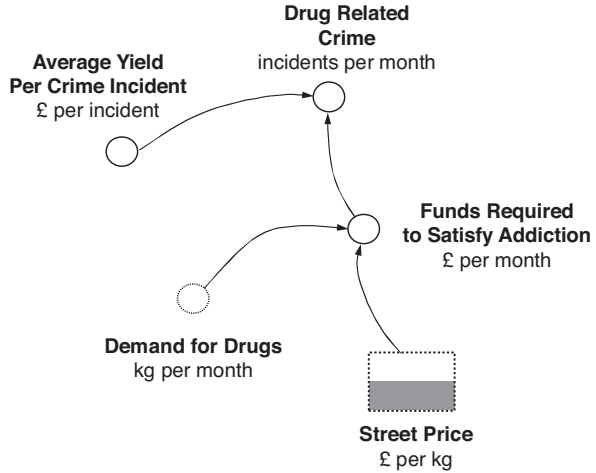 Drug Related
Crime
incidents per month
Average Yield
Per Crime Incident
£ per incident
Funds Required
to Satisfy Addiction
£ per month
Demand for Drugs
kg per month
Street Price
£ per kg